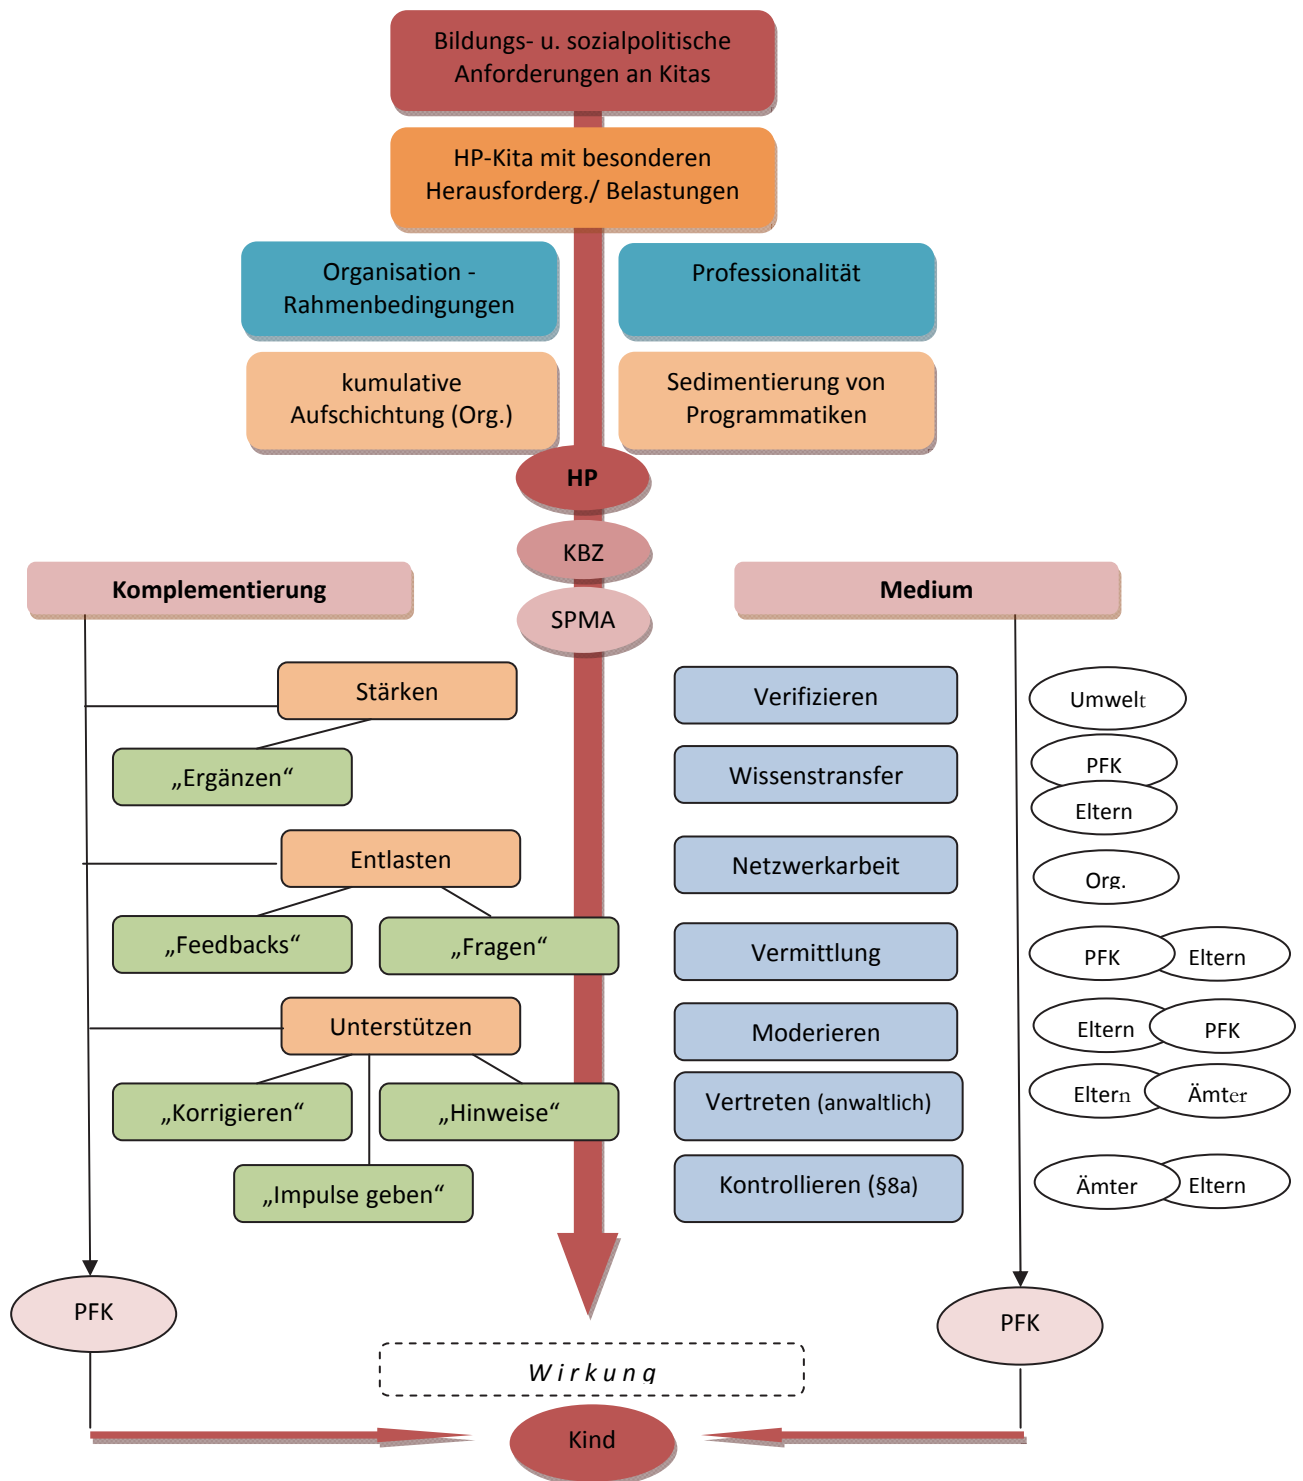 Bildungs- u. sozialpolitische
Anforderungen an Kitas
HP-Kita mit besonderen
Herausforderg./ Belastungen
Organisation -
Rahmenbedingungen
Professionalität
kumulative
Aufschichtung (Org.)
Sedimentierung von
Programmatiken
HP
KBZ
SPMA
Komplementierung
Stärken
„Ergänzen“
Entlasten
„Feedbacks“
„Fragen“
Unterstützen
„Korrigieren“
„Hinweise“
„Impulse geben“
PFK
Medium
Verifizieren
Umwelt
Wissenstransfer
PFK
Eltern
Netzwerkarbeit
Org.
Vermittlung
PFK
Eltern
Moderieren
Eltern
PFK
Vertreten (anwaltlich)
Eltern
Ämter
Kontrollieren (§8a)
Ämter
Eltern
PFK
Wirkung
Kind